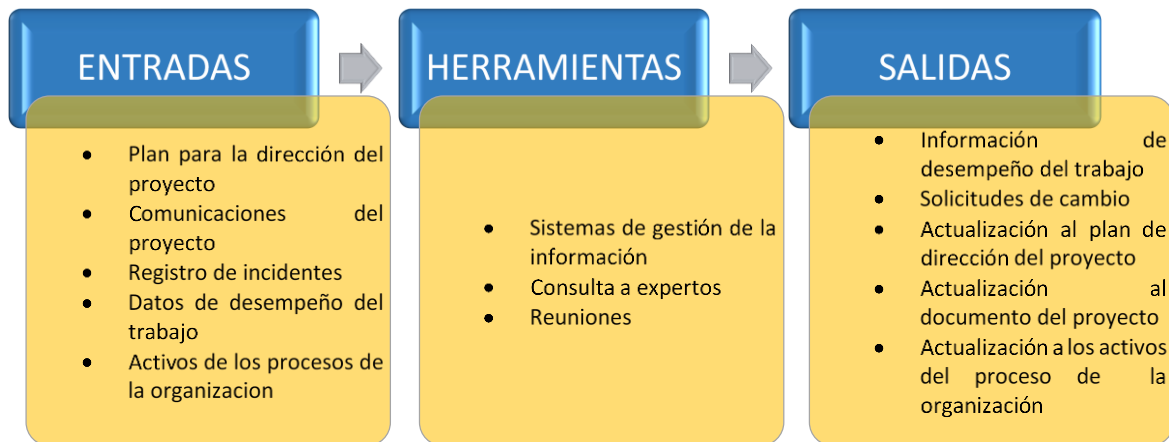 ENTRADAS
• Plan para la dirección del
proyecto
• Comunicaciones del
proyecto
• Registro de incidentes
• Datos de desempeño del
trabajo
• Activos de los procesos de
la organizacion
HERRAMIENTAS
• Sistemas de gestión de la
información
• Consulta a expertos
• Reuniones
SALIDAS
• Información de
desempeño del trabajo
• Solicitudes de cambio
• Actualización al plan de
dirección del proyecto
• Actualización al
documento del proyecto
• Actualización a los activos
del proceso de la
organización